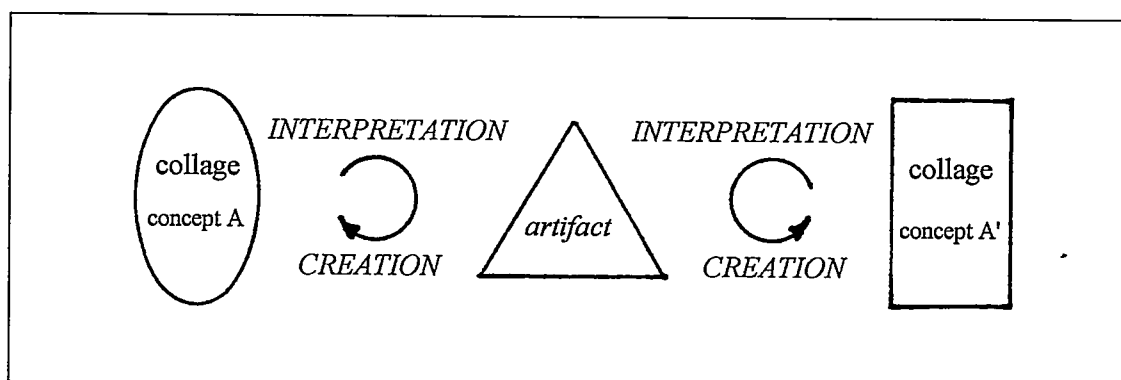 collage
concept A
INTERPRETATION
CREATION
artifact
INTERPRETATION
CREATION
collage
concept A'